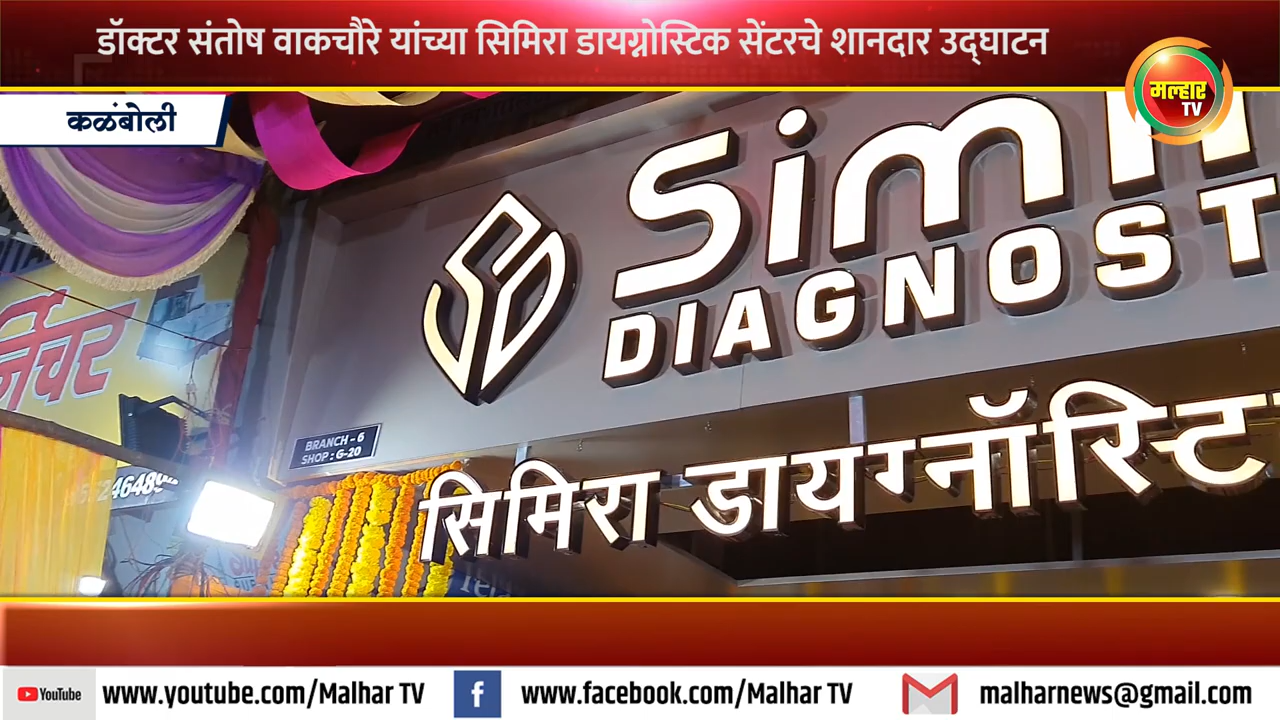 डॉक्टर संतोष वाकचौरे यांच्या सिमिरा डायग्नोस्टिक सेंटरचे शानदार उद्घाटन
मल्हार
TV
कळंबोली
DIAGNOST
BRANCH - 6
SHOP : G-20
सिमिरा डायग्नॉस्टि
YouTube
www.youtube.com/Malhar TV
www.facebook.com/Malhar TV
malharnews@gmail.com